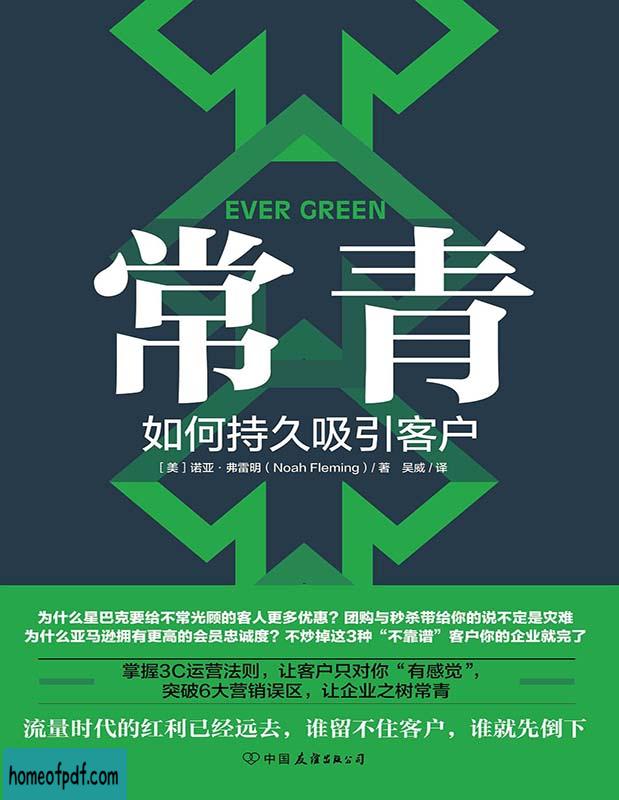 EVER GREEN
常青
如何持久吸引客户
[美]诺亚·弗雷明(Noah Fleming)/著 吴威/译
为什么星巴克要给不常光顾的客人更多优惠?团购与秒杀带给你的说不定是灾难
为什么亚马逊拥有更高的会员忠诚度?不炒掉这3种“不靠谱”客户你的企业就完了
掌握3C运营法则,让客户只对你“有感觉”,
突破6大营销误区,让企业之树常青
流量时代的红利已经远去,谁留不住客户,谁就先倒下
中国友谊出版公司
homeofpdf.com